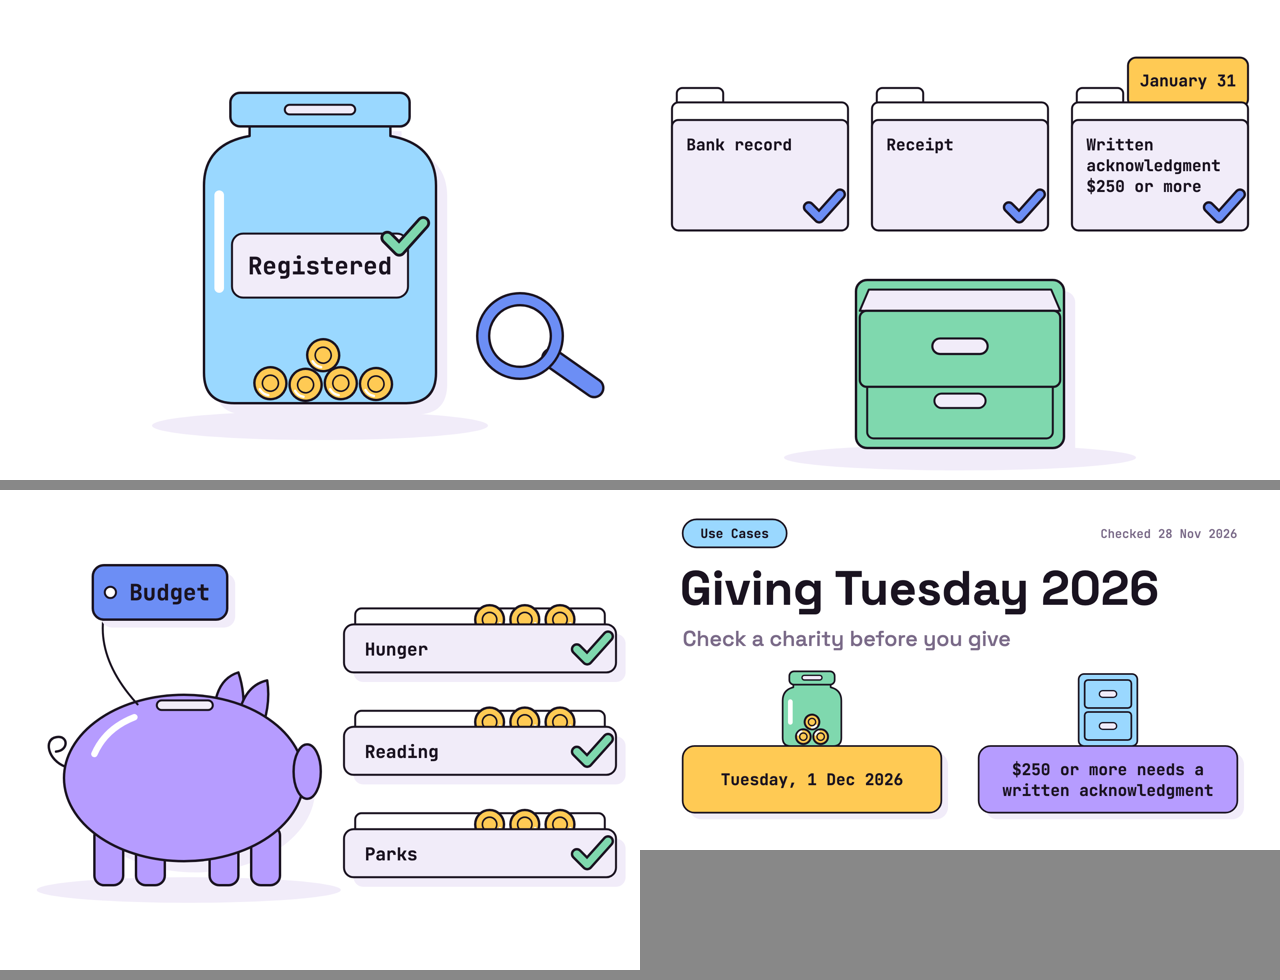 Registered
January 31
Bank record
Receipt
Written
acknowledgment
$250 or more
Budget
Hunger
Reading
Parks
Use Cases
Checked 28 Nov 2026
Giving Tuesday 2026
Check a charity before you give
Tuesday, 1 Dec 2026
$250 or more needs a
written acknowledgment